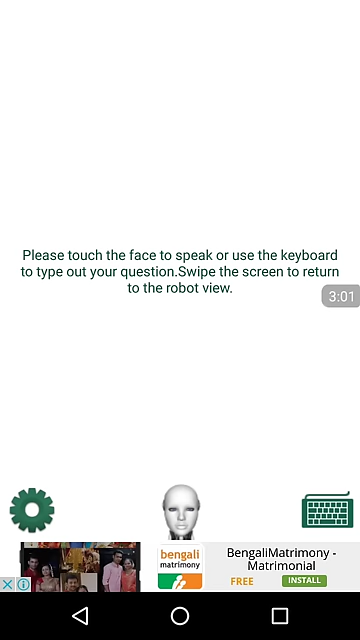 Please touch the face to speak or use the keyboard
to type out your question.Swipe the screen to return
to the robot view.
3:01
bengali
matrimony
BengaliMatrimony -
Matrimonial
FREE
INSTALL